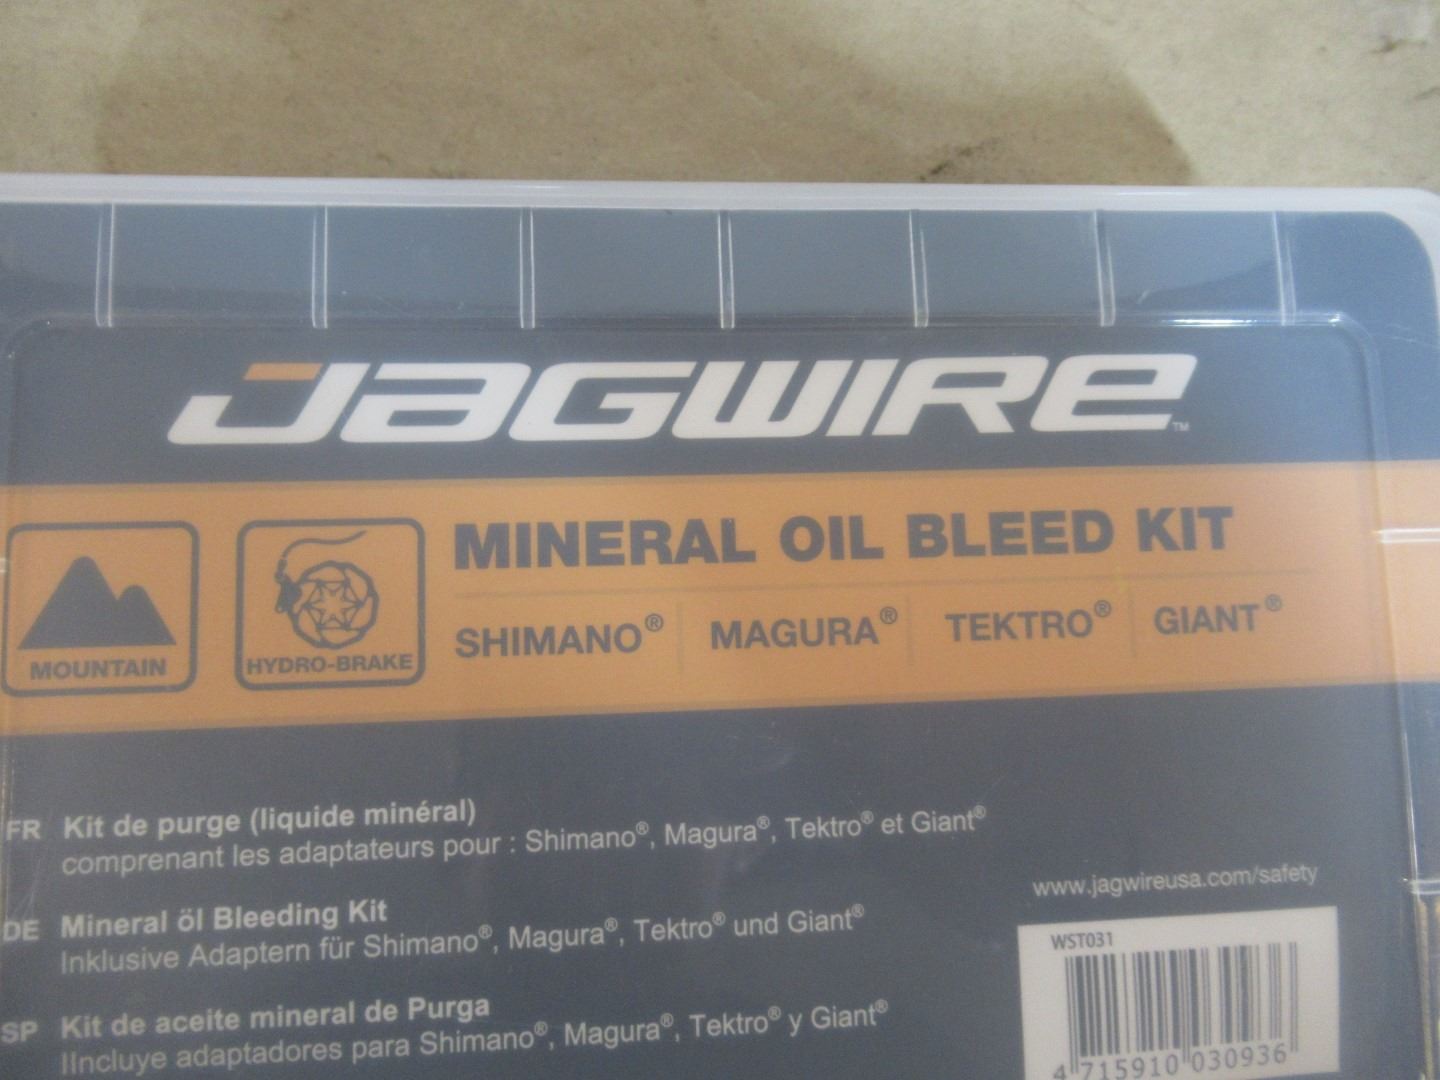 JAGWIRE™
MINERAL OIL BLEED KIT
SHIMANO® MAGURA® TEKTRO® GIANT®
MOUNTAIN
HYDRO-BRAKE
FR Kit de purge (liquide minéral)
comprenant les adaptateurs pour : Shimano®, Magura®, Tektro® et Giant®
DE Mineral öl Bleeding Kit
Inklusive Adaptern für Shimano®, Magura®, Tektro® und Giant®
SP Kit de aceite mineral de Purga
IIncluye adaptadores para Shimano®, Magura®, Tektro® y Giant®
www.jagwireusa.com/safety
WST031
4 715910 030936